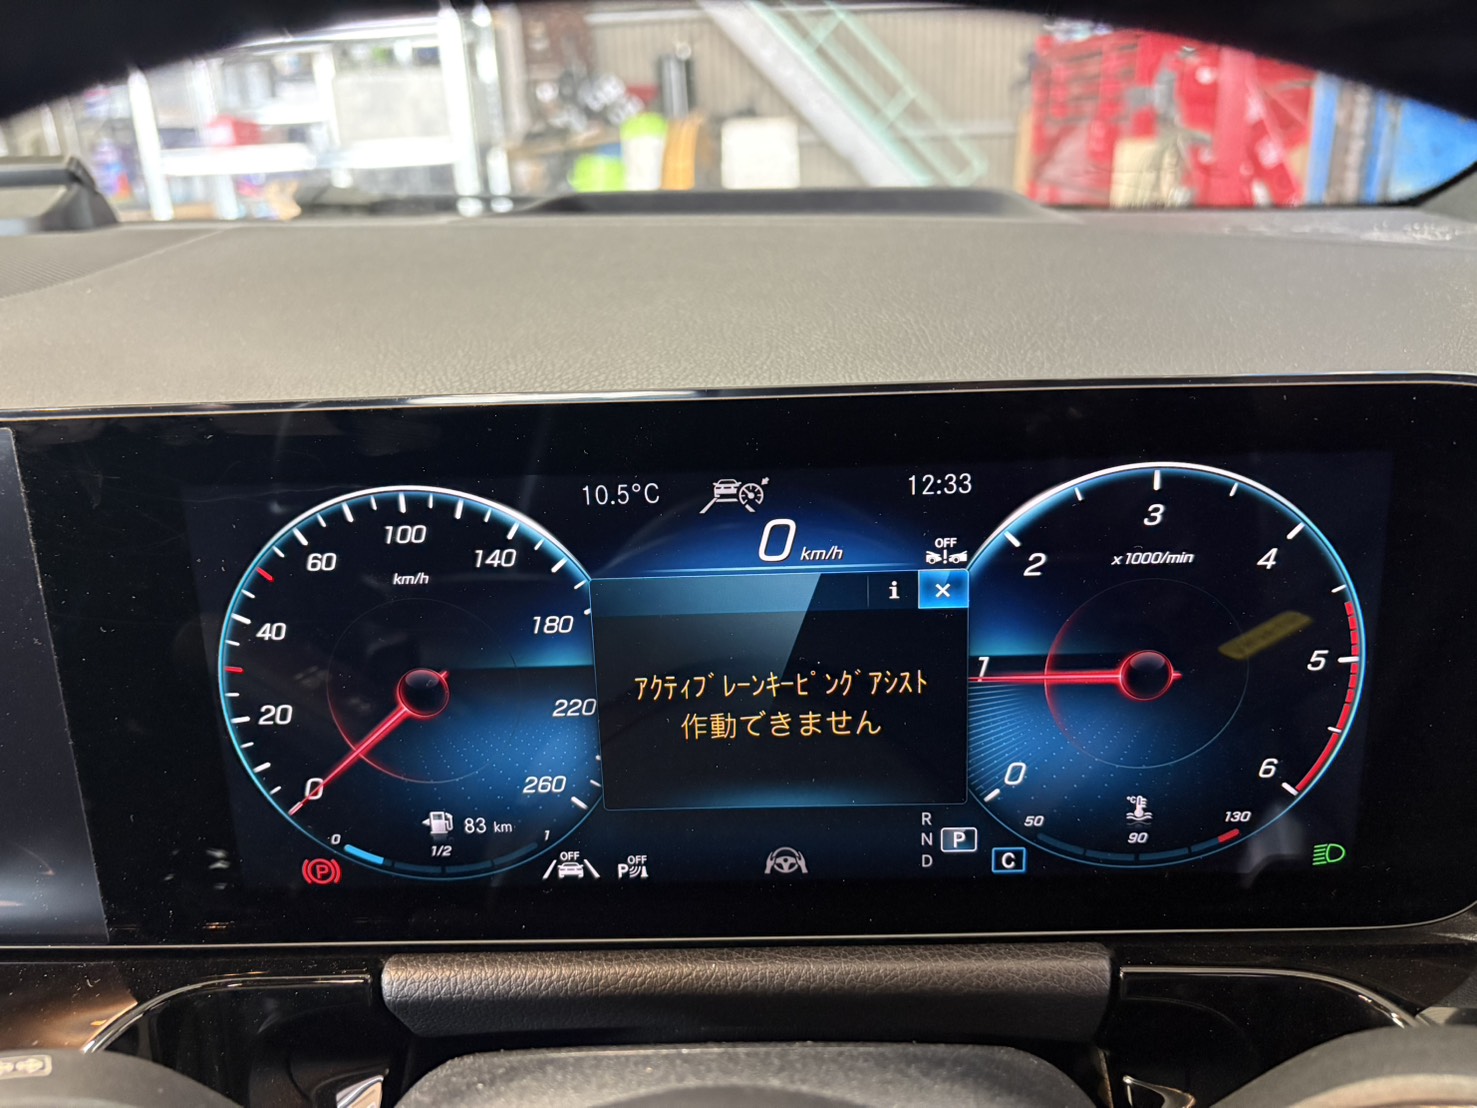 10.5°C
12:33
0 km/h
OFF
i
×
ｱｸﾃｨﾌﾞﾚｰﾝｷｰﾋﾟﾝｸﾞｱｼｽﾄ
作動できません
0
20
40
60
100
140
180
220
260
km/h
83 km
0
1/2
1
P
OFF
OFF
P
R
N
P
D
C
0
1
2
3
4
5
6
x1000/min
°C
50
90
130